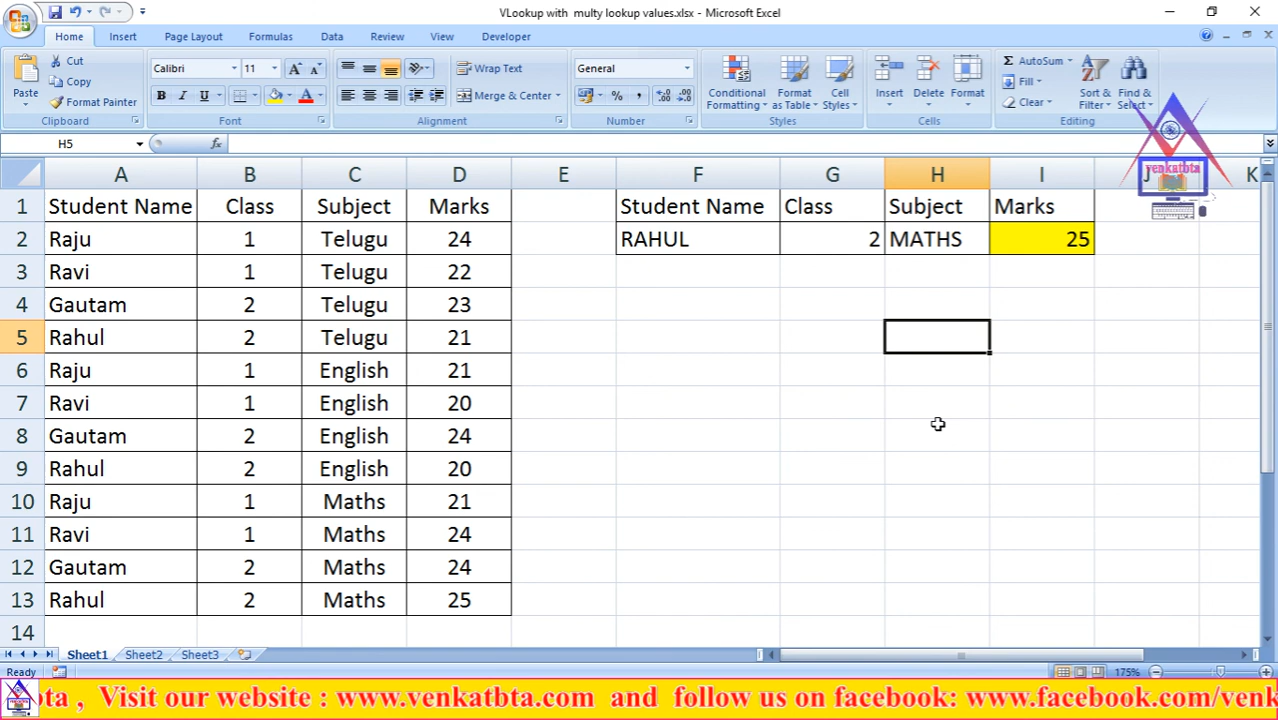 VLookup with multy lookup values.xlsx - Microsoft Excel
Home Insert Page Layout Formulas Data Review View Developer
Paste Cut Copy Format Painter Clipboard
Calibri 11 B I U A A A Font
Wrap Text Merge & Center Alignment
General % , .0 .00 .00 .0 Number
Conditional Formatting Format as Table Cell Styles Styles
Insert Delete Format Cells
Σ AutoSum Fill Clear Sort & Filter Find & Select Editing
venkatbta
H5 fx
A B C D E F G H I J K
1 Student Name Class Subject Marks Student Name Class Subject Marks
2 Raju 1 Telugu 24 RAHUL 2 MATHS 25
3 Ravi 1 Telugu 22
4 Gautam 2 Telugu 23
5 Rahul 2 Telugu 21
6 Raju 1 English 21
7 Ravi 1 English 20
8 Gautam 2 English 24
9 Rahul 2 English 20
10 Raju 1 Maths 21
11 Ravi 1 Maths 24
12 Gautam 2 Maths 24
13 Rahul 2 Maths 25
14
Sheet1 Sheet2 Sheet3
Ready 175%
bta , Visit our website : www.venkatbta.com and follow us on facebook: www.facebook.com/venk